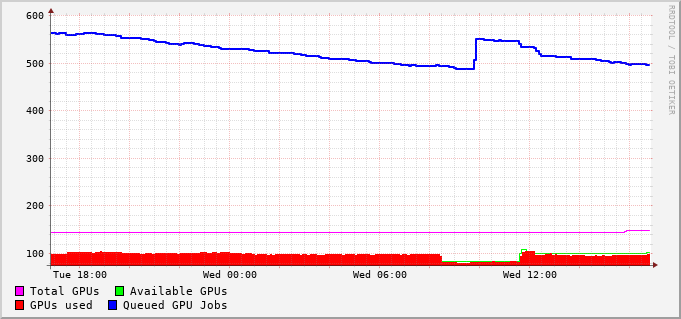 600
500
400
300
200
100
Tue 18:00 Wed 00:00 Wed 06:00 Wed 12:00
Total GPUs Available GPUs
GPUs used Queued GPU Jobs
RRDTOOL / TOBI OETIKER